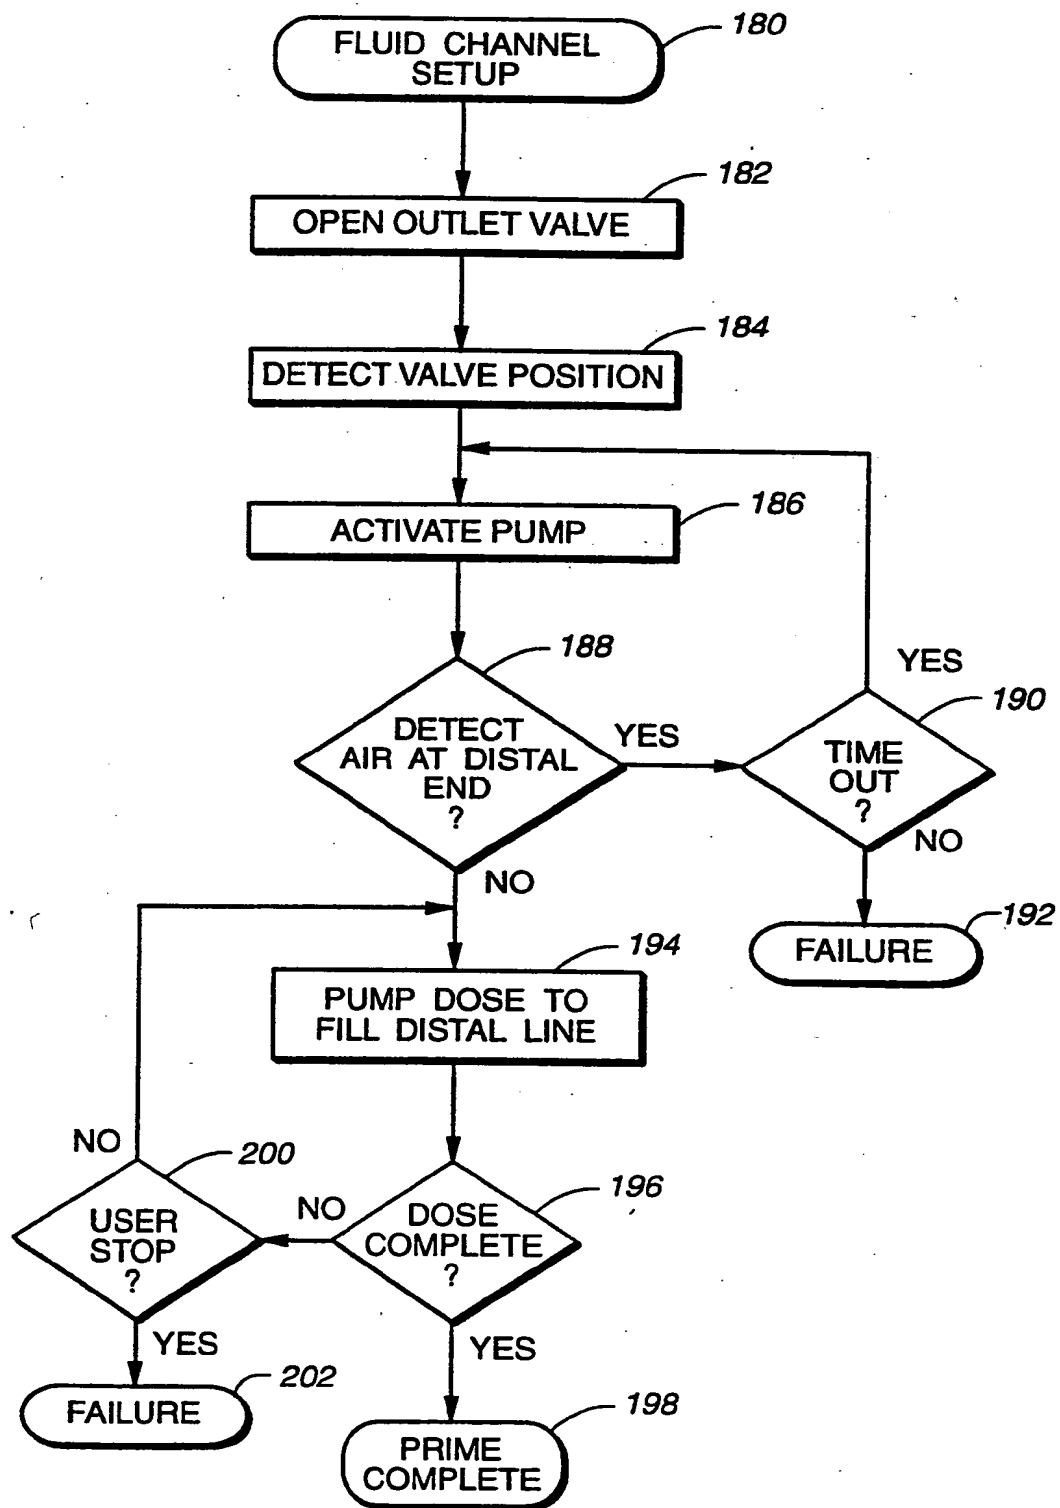 FLUID CHANNEL
SETUP
180
OPEN OUTLET VALVE
182
DETECT VALVE POSITION
184
ACTIVATE PUMP
186
DETECT
AIR AT DISTAL
END
?
188
YES
TIME
OUT
?
190
YES
NO
FAILURE
192
NO
PUMP DOSE TO
FILL DISTAL LINE
194
DOSE
COMPLETE
?
196
NO
USER
STOP
?
200
NO
YES
FAILURE
202
YES
PRIME
COMPLETE
198